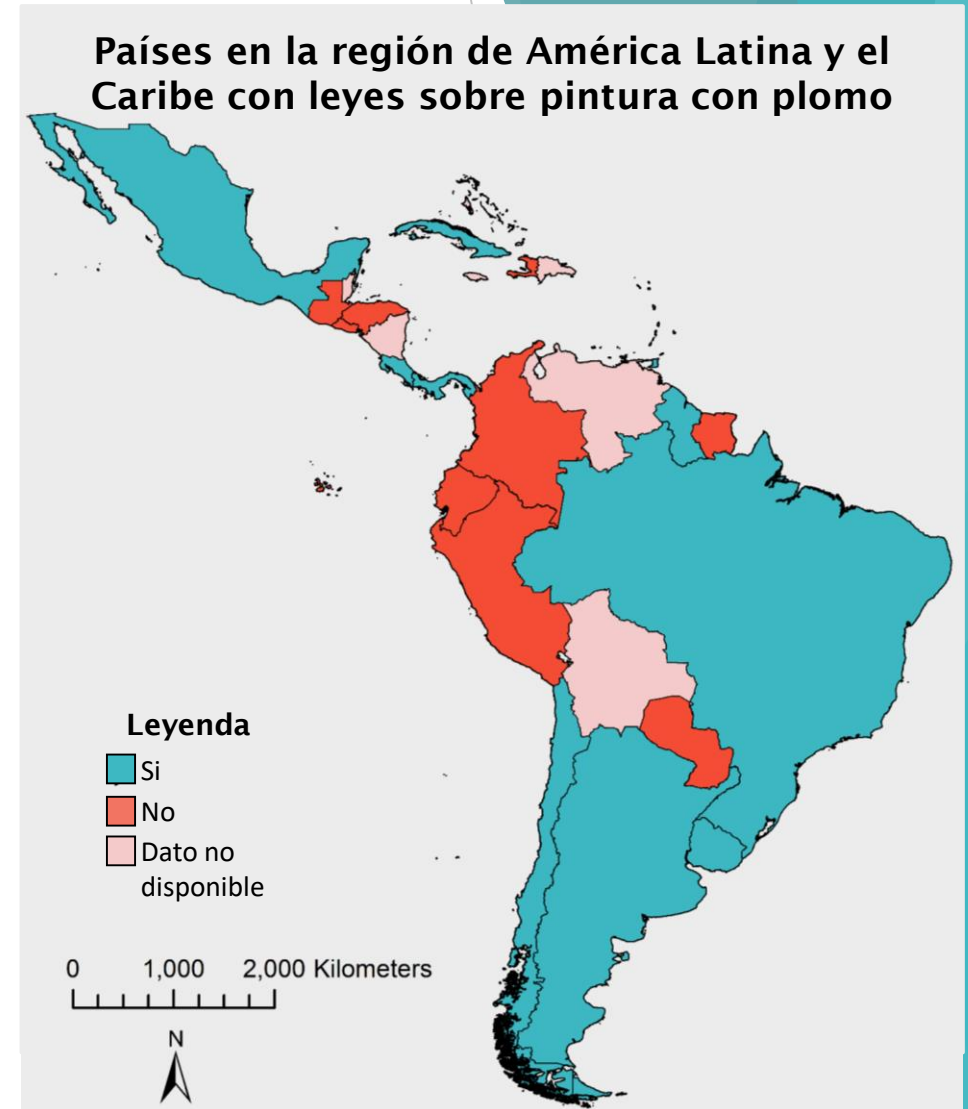 Países en la región de América Latina y el
Caribe con leyes sobre pintura con plomo
Leyenda
Si
No
Dato no
disponible
0 1,000 2,000 Kilometers
N